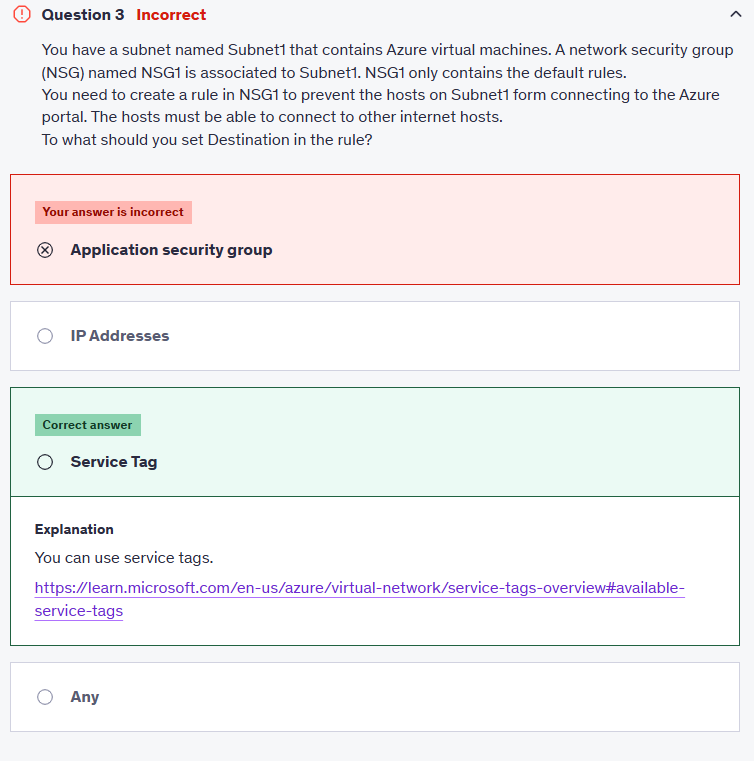 Question 3 Incorrect
You have a subnet named Subnet1 that contains Azure virtual machines. A network security group
(NSG) named NSG1 is associated to Subnet1. NSG1 only contains the default rules.
You need to create a rule in NSG1 to prevent the hosts on Subnet1 form connecting to the Azure
portal. The hosts must be able to connect to other internet hosts.
To what should you set Destination in the rule?
Your answer is incorrect
Application security group
IP Addresses
Correct answer
Service Tag
Explanation
You can use service tags.
https://learn.microsoft.com/en-us/azure/virtual-network/service-tags-overview#available-
service-tags
Any